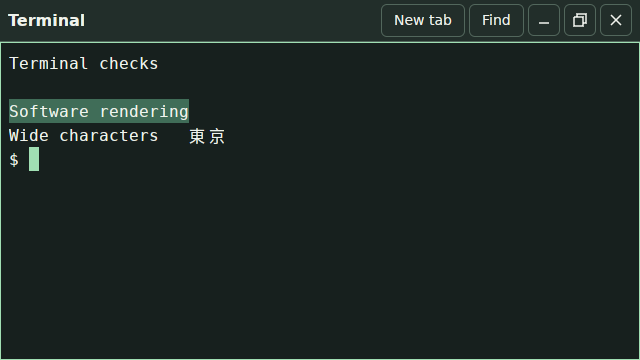 Terminal New tab Find
Terminal checks
Software rendering
Wide characters 東京
$